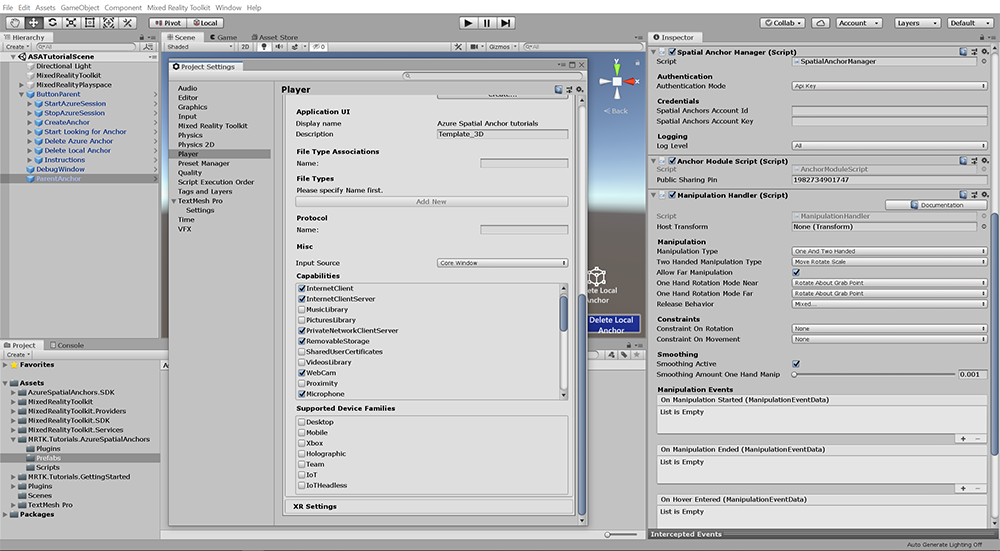 File Edit Assets GameObject Component Mixed Reality Toolkit Window Help
Pivot Local
Collab Account Layers Default
Hierarchy
Create All
ASATutorialScene
Directional Light
MixedRealityToolkit
MixedRealityPlayspace
ButtonParent
StartAzureSession
StopAzureSession
CreateAnchor
Start Looking for Anchor
Delete Azure Anchor
Delete Local Anchor
Instructions
DebugWindow
ParentAnchor
Scene Game Asset Store
Shaded 2D 0 Gizmos All
Back
Delete Local
Anchor
Project Settings
Audio
Editor
Graphics
Input
Mixed Reality Toolkit
Physics
Physics 2D
Player
Preset Manager
Quality
Script Execution Order
Tags and Layers
TextMesh Pro
Settings
Time
VFX
Player
Create...
Application UI
Display name Azure Spatial Anchor tutorials
Description Template_3D
File Type Associations
Name:
File Types
Please specify Name first.
Add New
Protocol
Name:
Misc
Input Source Core Window
Capabilities
InternetClient
InternetClientServer
MusicLibrary
PicturesLibrary
PrivateNetworkClientServer
RemovableStorage
SharedUserCertificates
VideosLibrary
WebCam
Proximity
Microphone
Supported Device Families
Desktop
Mobile
Xbox
Holographic
Team
IoT
IoTHeadless
XR Settings
Project Console
Create
Favorites
Assets
AzureSpatialAnchors.SDK
MixedRealityToolkit
MixedRealityToolkit.Providers
MixedRealityToolkit.SDK
MixedRealityToolkit.Services
MRTK.Tutorials.AzureSpatialAnchors
Plugins
Prefabs
Scripts
MRTK.Tutorials.GettingStarted
Plugins
Scenes
TextMesh Pro
Packages
Inspector
Spatial Anchor Manager (Script)
Script SpatialAnchorManager
Authentication
Authentication Mode Api Key
Credentials
Spatial Anchors Account Id
Spatial Anchors Account Key
Logging
Log Level All
Anchor Module Script (Script)
Script AnchorModuleScript
Public Sharing Pin 1982734901747
Manipulation Handler (Script)
Documentation
Script ManipulationHandler
Host Transform None (Transform)
Manipulation
Manipulation Type One And Two Handed
Two Handed Manipulation Type Move Rotate Scale
Allow Far Manipulation
One Hand Rotation Mode Near Rotate About Grab Point
One Hand Rotation Mode Far Rotate About Grab Point
Release Behavior Mixed...
Constraints
Constraint On Rotation None
Constraint On Movement None
Smoothing
Smoothing Active
Smoothing Amount One Hand Manip 0.001
Manipulation Events
On Manipulation Started (ManipulationEventData)
List is Empty
On Manipulation Ended (ManipulationEventData)
List is Empty
On Hover Entered (ManipulationEventData)
List is Empty
Intercepted Events
Auto Generate Lighting Off